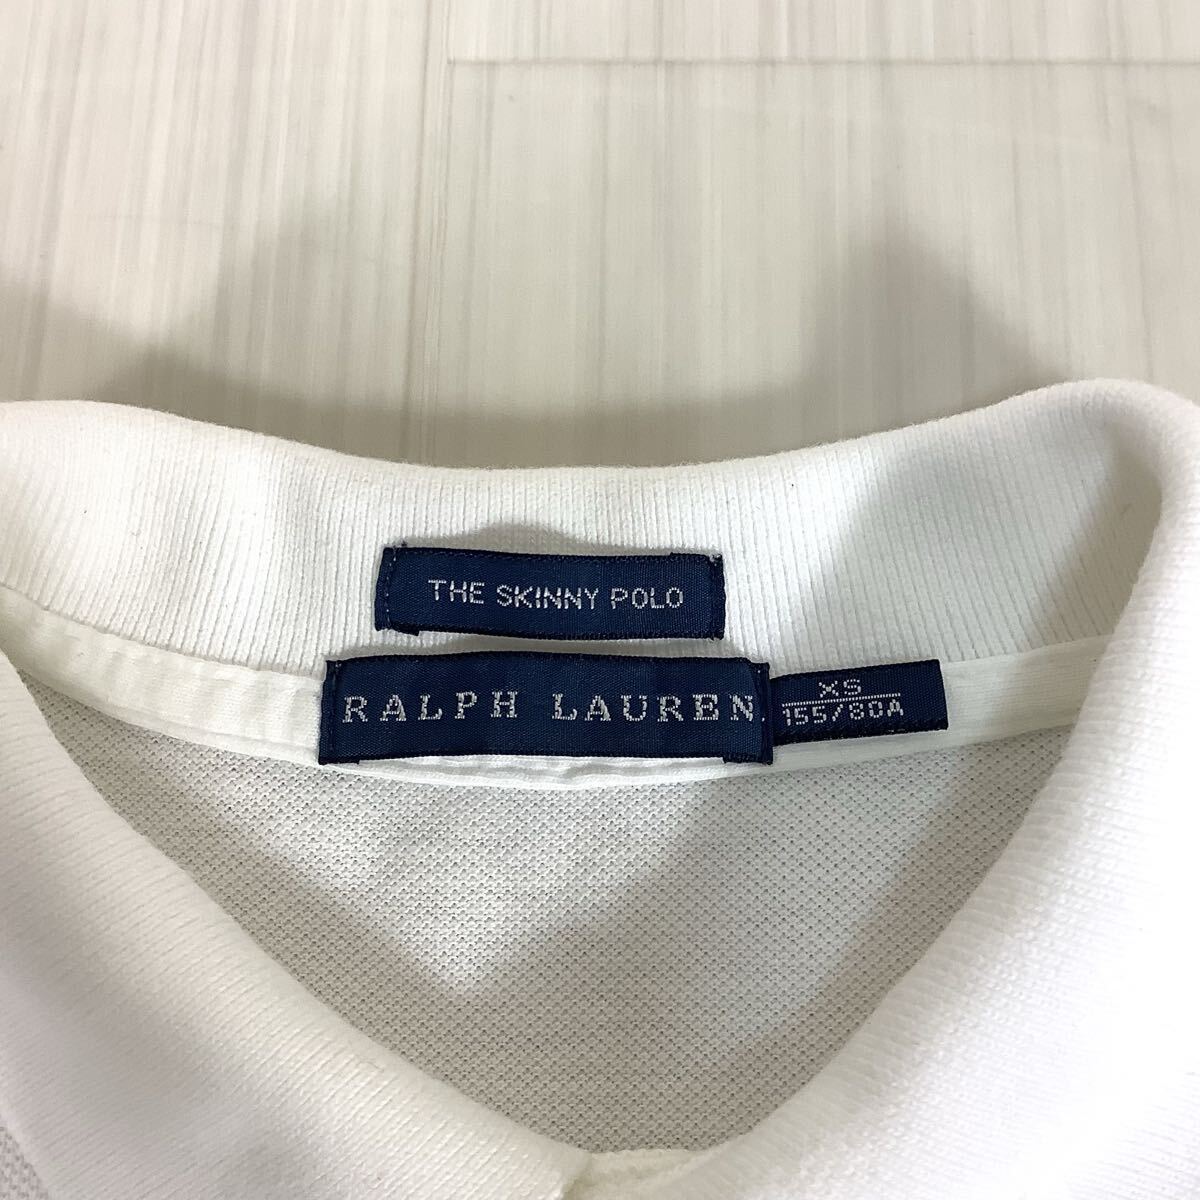 THE SKINNY POLO
RALPH LAUREN
XS
155/80A